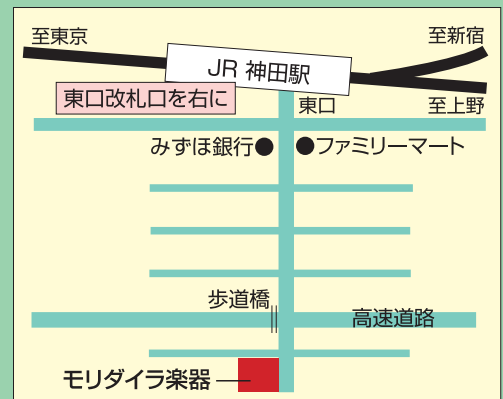 至東京
至新宿
JR 神田駅
東口改札口を右に
東口
至上野
みずほ銀行●
●ファミリーマート
歩道橋
高速道路
モリダイラ楽器